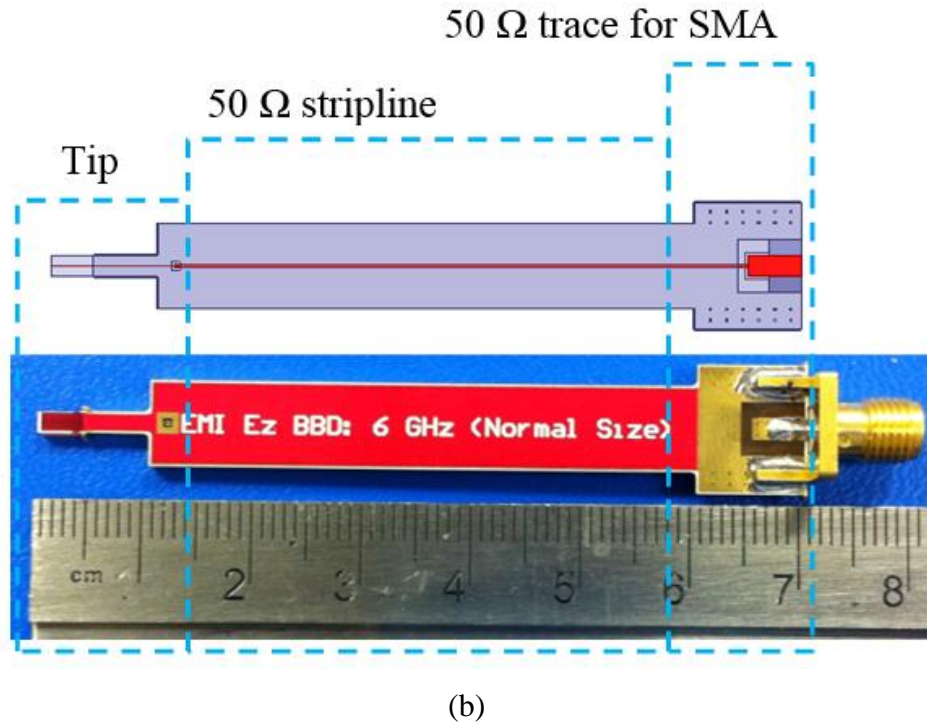 50 Ω trace for SMA
50 Ω stripline
Tip
EMI Ez BBD: 6 GHz (Normal Size)
cm 2 3 4 5 6 7 8
(b)